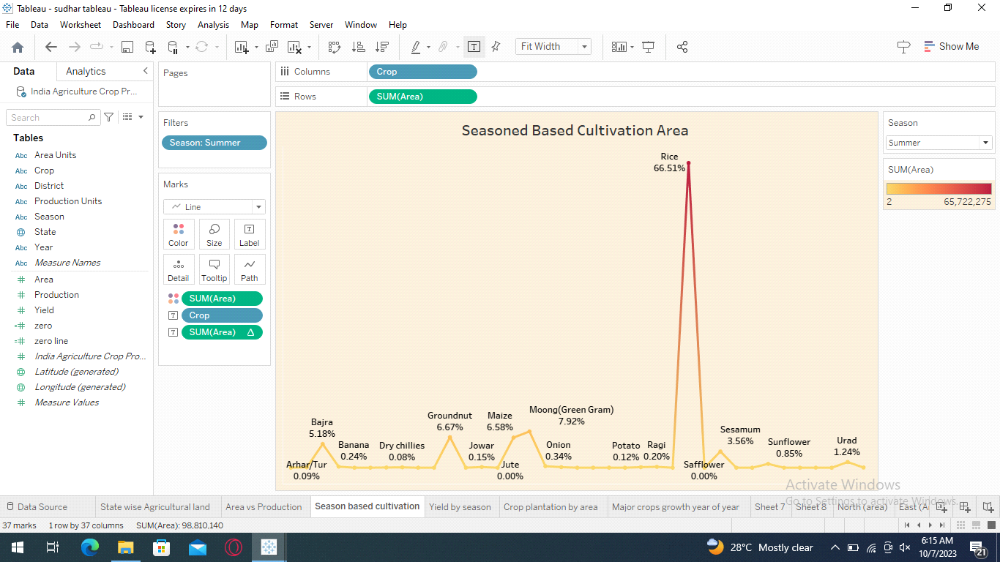 Tableau - sudhar tableau - Tableau license expires in 12 days
File Data Worksheet Dashboard Story Analysis Map Format Server Window Help
Fit Width
Show Me
Data
Analytics
India Agriculture Crop Pr...
Search
Tables
Abc Area Units
Abc Crop
Abc District
Abc Production Units
Abc Season
State
Abc Year
Abc Measure Names
Area
Production
Yield
zero
zero line
India Agriculture Crop Pro...
Latitude (generated)
Longitude (generated)
Measure Values
Pages
Filters
Season: Summer
Marks
Line
Color Size Label
Detail Tooltip Path
SUM(Area)
Crop
SUM(Area)
Columns
Crop
Rows
SUM(Area)
Seasoned Based Cultivation Area
Rice
66.51%
Moong(Green Gram)
7.92%
Groundnut
6.67%
Maize
6.58%
Bajra
5.18%
Sesamum
3.56%
Urad
1.24%
Sunflower
0.85%
Banana
0.24%
Dry chillies
0.08%
Jowar
0.15%
Onion
0.34%
Potato
0.12%
Ragi
0.20%
Arhar/Tur
0.09%
Jute
0.00%
Safflower
0.00%
Season
Summer
SUM(Area)
2 65,722,275
Activate Windows
Go to Settings to activate Windows.
Data Source
State wise Agricultural land
Area vs Production
Season based cultivation
Yield by season
Crop plantation by area
Major crops growth year of year
Sheet 7
Sheet 8
North (area)
East (A
37 marks 1 row by 37 columns SUM(Area): 98,810,140
28°C Mostly clear
6:15 AM
10/7/2023
21